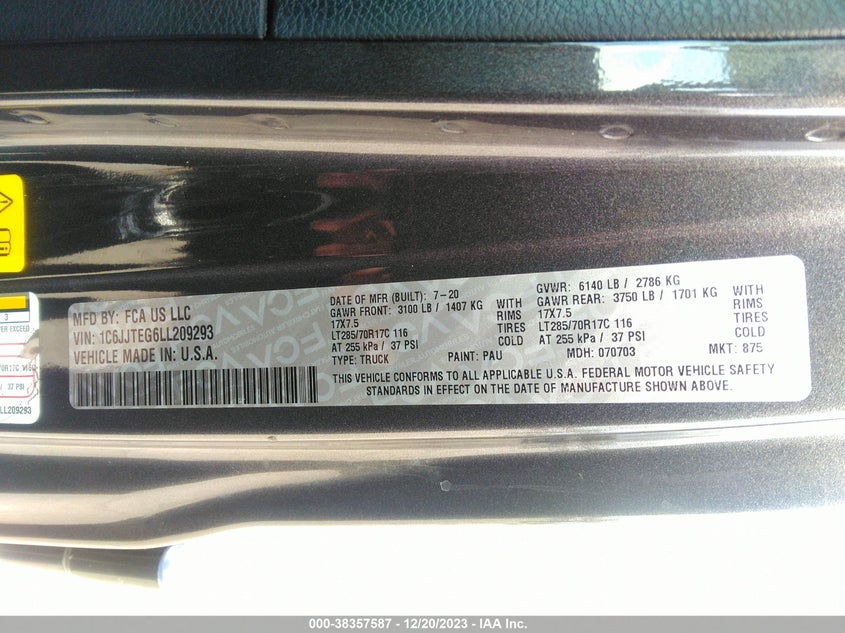 MFD BY: FCA US LLC
VIN: 1C6JJTEG6LL209293
VEHICLE MADE IN: U.S.A.
DATE OF MFR (BUILT): 7-20
GVWR: 6140 LB / 2786 KG
GAWR FRONT: 3100 LB / 1407 KG WITH
17X7.5 RIMS
LT285/70R17C 116 TIRES
AT 255 kPa / 37 PSI COLD
GAWR REAR: 3750 LB / 1701 KG WITH
17X7.5 RIMS
LT285/70R17C 116 TIRES
AT 255 kPa / 37 PSI COLD
TYPE: TRUCK PAINT: PAU MDH: 070703 MKT: 875
THIS VEHICLE CONFORMS TO ALL APPLICABLE U.S.A. FEDERAL MOTOR VEHICLE SAFETY
STANDARDS IN EFFECT ON THE DATE OF MANUFACTURE SHOWN ABOVE.
3
EXCEED
37 PSI
LL209293
000-38357587 - 12/20/2023 - IAA Inc.